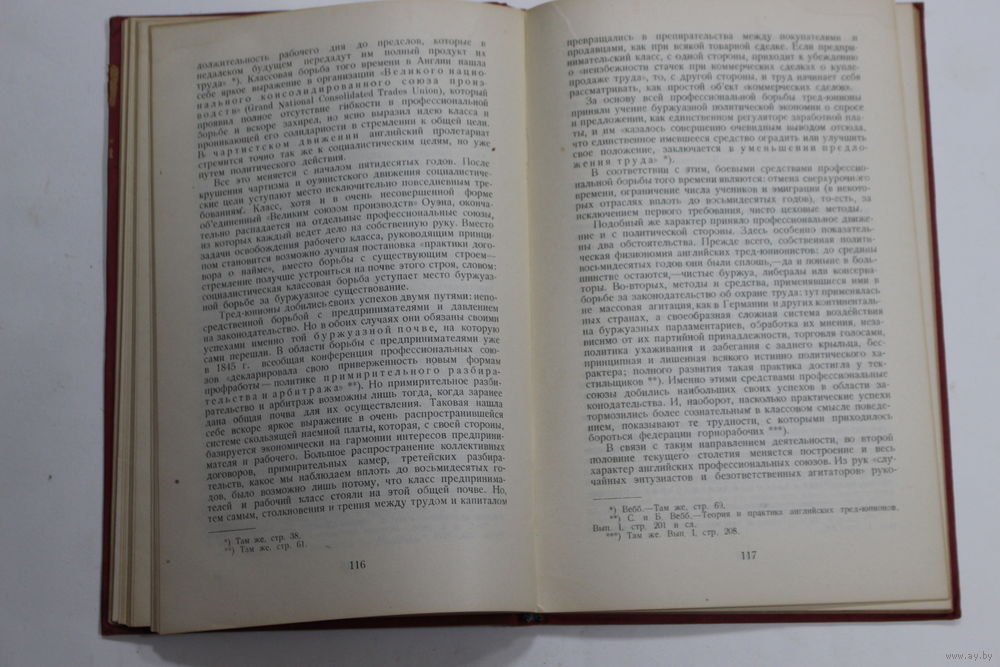 должительность рабочего дня до пределов, которые в
недалеком будущем передадут им полный продукт их
труда» *). Классовая борьба того времени в Англии нашла
себе яркое выражение в организации «Великого нацио-
нального консолидированного союза произ-
водств» (Grand National Consolidated Trades Union), который
проявил полное отсутствие гибкости в профессиональной
борьбе и вскоре захирел, но ясно выразил идею класса и
проникающей его солидарности в стремлении к общей цели.
В чартистском движении английский пролетариат
стремится точно так же к социалистическим целям, но уже
путем политического действия.
Все это меняется с началом пятидесятых годов. После
крушения чартизма и оуэнистского движения социалистиче-
ские цели уступают место исключительно повседневным тре-
бованиям. Класс, хотя и в очень несовершенной форме
об'единенный «Великим союзом производств» Оуэна, оконча-
тельно распадается на отдельные профессиональные союзы,
из которых каждый ведет дело на собственную руку. Вместо
задачи освобождения рабочего класса, руководящим принци-
пом становится возможно лучшая постановка «практики дого-
вора о найме», вместо борьбы с существующим строем—
стремление получше устроиться на почве этого строя, словом:
социалистическая классовая борьба уступает место буржуаз-
ной борьбе за буржуазное существование.
Тред-юнионы добились своих успехов двумя путями: непо-
средственной борьбой с предпринимателями и давлением
на законодательство. Но в обоих случаях они обязаны своими
успехами именно той буржуазной почве, на которую
сами перешли. В области борьбы с предпринимателями уже
в 1845 г. всеобщая конференция профессиональных сою-
зов «декларировала свою приверженность новым формам
профработы—политике примирительного разбира-
тельства и арбитража» **). Но примирительное разби-
рательство и арбитраж возможны лишь тогда, когда заранее
дана общая почва для их осуществления. Таковая нашла
себе вскоре яркое выражение в очень распространившейся
системе скользящей наемной платы, которая, с своей стороны,
базируется экономически на гармонии интересов предприни-
мателя и рабочего. Большое распространение коллективных
договоров, примирительных камер, третейских разбира-
тельств, какое мы наблюдаем вплоть до восьмидесятых го-
дов, было возможно лишь потому, что класс предпринима-
телей и рабочий класс стояли на этой общей почве. Но,
тем самым, столкновения и трения между трудом и капиталом
*) Там же, стр. 38.
**) Там же, стр. 61.
116
превращались в препирательства между покупателями и
продавцами, как при всякой товарной сделке. Если предпри-
нимательский класс, с одной стороны, приходит к убеждению
о «неизбежности стачек при коммерческих сделках о купле-
продаже труда», то, с другой стороны, и труд начинает себя
рассматривать, как простой об'ект «коммерческих сделок».
За основу всей профессиональной борьбы тред-юнионы
приняли учение буржуазной политической экономии о спросе
и предложении, как единственном регуляторе заработной пла-
ты, и им «казалось совершенно очевидным выводом отсюда,
что единственное имеющееся средство оградить или улучшить
свое положение, заключается в уменьшения предло-
жения труда» *).
В соответствии с этим, боевыми средствами профессио-
нальной борьбы того времени являются: отмена сверхурочного
времени, ограничение числа учеников и эмиграции (в некото-
рых отраслях вплоть до восьмидесятых годов), то-есть, за
исключением первого требования, чисто цеховые методы.
Подобный же характер приняло профессиональное движе-
ние и с политической стороны. Здесь особенно показатель-
ны два обстоятельства. Прежде всего, собственная полити-
ческая физиономия английских тред-юнионистов: до средины
восьмидесятых годов они были сплошь,—да и поныне в боль-
шинстве остаются,—чистые буржуа, либералы или консерва-
торы. Во-вторых, методы и средства, применявшиеся ими в
борьбе за законодательство об охране труда: тут применялась
не массовая агитация, как в Германии и других континенталь-
ных странах, а своеобразная сложная система воздействия
на буржуазных парламентариев, обработка их мнения, неза-
висимо от их партийной принадлежности, торговля голосами,
политика ухаживания и забегания с заднего крыльца, бес-
принципная и лишенная всякого истинно политического ха-
рактера; полного развития такая практика достигла у тек-
стильщиков **). Именно этими средствами профессиональные
союзы добились наибольших своих успехов в области за-
конодательства. И, наоборот, насколько практические успехи
тормозились более сознательным в классовом смысле поведе-
нием, показывают те трудности, с которыми приходилось
бороться федерации горнорабочих ***).
В связи с таким направлением деятельности, во второй
половине текущего столетия меняется построение и весь
характер английских профессиональных союзов. Из рук «слу-
чайных энтузиастов и безответственных агитаторов» руко-
*) Вебб.—Там же, стр. 69.
**) С. и Б. Вебб.—Теория и практика английских тред-юнионов.
Вып. I, стр. 201 и сл.
***) Там же. Вып. I, стр. 208.
117
www.ay.by